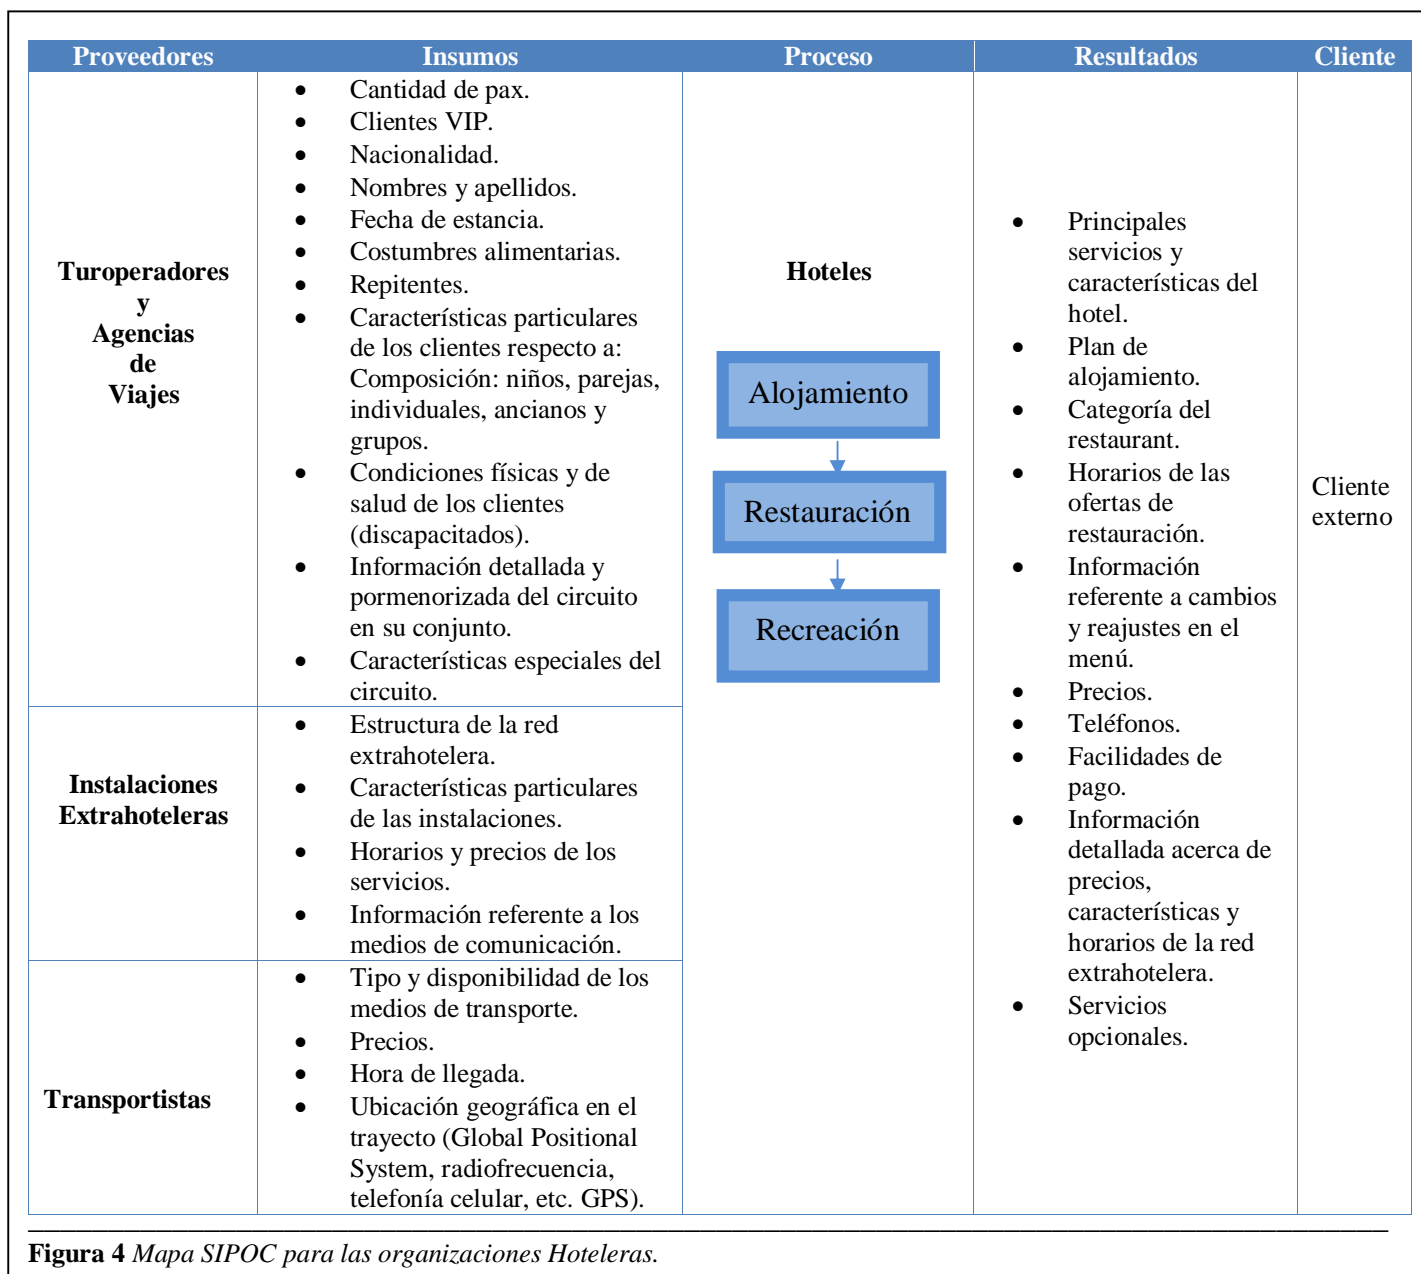 Proveedores Insumos Proceso Resultados Cliente
Turoperadores
y
Agencias
de
Viajes
• Cantidad de pax.
• Clientes VIP.
• Nacionalidad.
• Nombres y apellidos.
• Fecha de estancia.
• Costumbres alimentarias.
• Repitentes.
• Características particulares
de los clientes respecto a:
Composición: niños, parejas,
individuales, ancianos y
grupos.
• Condiciones físicas y de
salud de los clientes
(discapacitados).
• Información detallada y
pormenorizada del circuito
en su conjunto.
• Características especiales del
circuito.
Instalaciones
Extrahoteleras
• Estructura de la red
extrahotelera.
• Características particulares
de las instalaciones.
• Horarios y precios de los
servicios.
• Información referente a los
medios de comunicación.
Transportistas
• Tipo y disponibilidad de los
medios de transporte.
• Precios.
• Hora de llegada.
• Ubicación geográfica en el
trayecto (Global Positional
System, radiofrecuencia,
telefonía celular, etc. GPS).
Hoteles
Alojamiento
Restauración
Recreación
• Principales
servicios y
características del
hotel.
• Plan de
alojamiento.
• Categoría del
restaurant.
• Horarios de las
ofertas de
restauración.
• Información
referente a cambios
y reajustes en el
menú.
• Precios.
• Teléfonos.
• Facilidades de
pago.
• Información
detallada acerca de
precios,
características y
horarios de la red
extrahotelera.
• Servicios
opcionales.
Cliente
externo
Figura 4 Mapa SIPOC para las organizaciones Hoteleras.